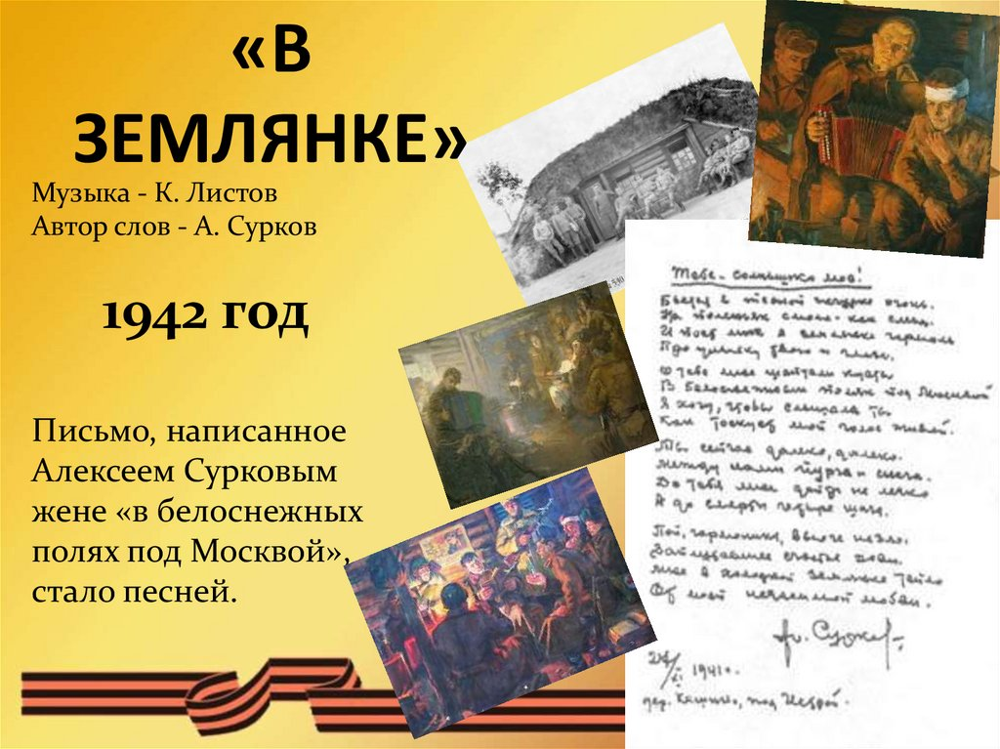 «В
ЗЕМЛЯНКЕ»
Музыка - К. Листов
Автор слов - А. Сурков
1942 год
Письмо, написанное
Алексеем Сурковым
жене «в белоснежных
полях под Москвой»,
стало песней.
Тебе - солнышко моё!
Бьется в тесной печурке огонь.
На поленьях смола - как слеза.
И поет мне в землянке гармонь
Про улыбку твою и глаза.
О тебе мне шептали кусты
В белоснежных полях под Москвой
Я хочу, чтобы слышала ты
Как тоскует мой голос живой.
Ты сейчас далеко, далеко.
Между нами снега и снега.
До тебя мне дойти не легко
А до смерти четыре шага.
Пой, гармоника, вьюге назло.
Заплутавшее счастье зови.
Мне в холодной землянке тепло
От твоей негасимой любви.
А. Сурков
27/XI 1941 г.
дер. Кашино, под Истрой.